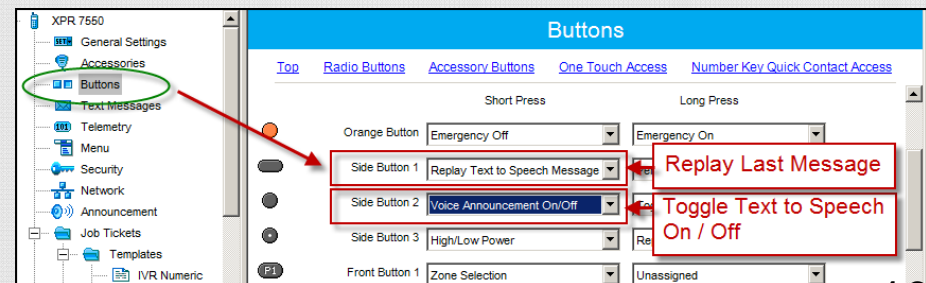 XPR 7550
SET
General Settings
Accessories
Buttons
Text Messages
101
Telemetry
Menu
Security
Network
Announcement
Job Tickets
Templates
IVR Numeric
Buttons
Top Radio Buttons Accessory Buttons One Touch Access Number Key Quick Contact Access
Short Press Long Press
Orange Button Emergency Off Emergency On
Side Button 1 Replay Text to Speech Message
Replay Last Message
Side Button 2 Voice Announcement On/Off
Toggle Text to Speech
On / Off
Side Button 3 High/Low Power
P1 Front Button 1 Zone Selection Unassigned